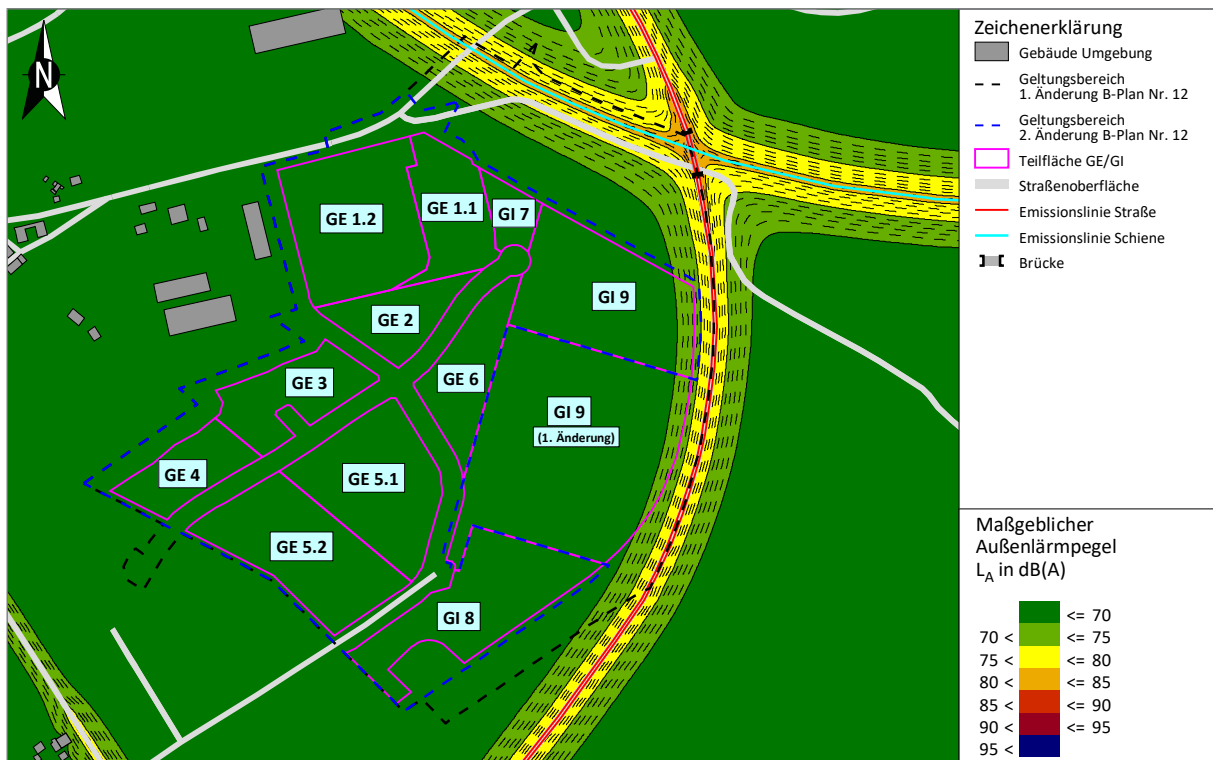 N
GE 1.2
GE 1.1
GI 7
GE 2
GI 9
GE 3
GE 6
GI 9
(1. Änderung)
GE 4
GE 5.1
GE 5.2
GI 8
Zeichenerklärung
Gebäude Umgebung
Geltungsbereich
1. Änderung B-Plan Nr. 12
Geltungsbereich
2. Änderung B-Plan Nr. 12
Teilfläche GE/GI
Straßenoberfläche
Emissionslinie Straße
Emissionslinie Schiene
Brücke
Maßgeblicher
Außenlärmpegel
L_A in dB(A)
<= 70
70 < <= 75
75 < <= 80
80 < <= 85
85 < <= 90
90 < <= 95
95 <